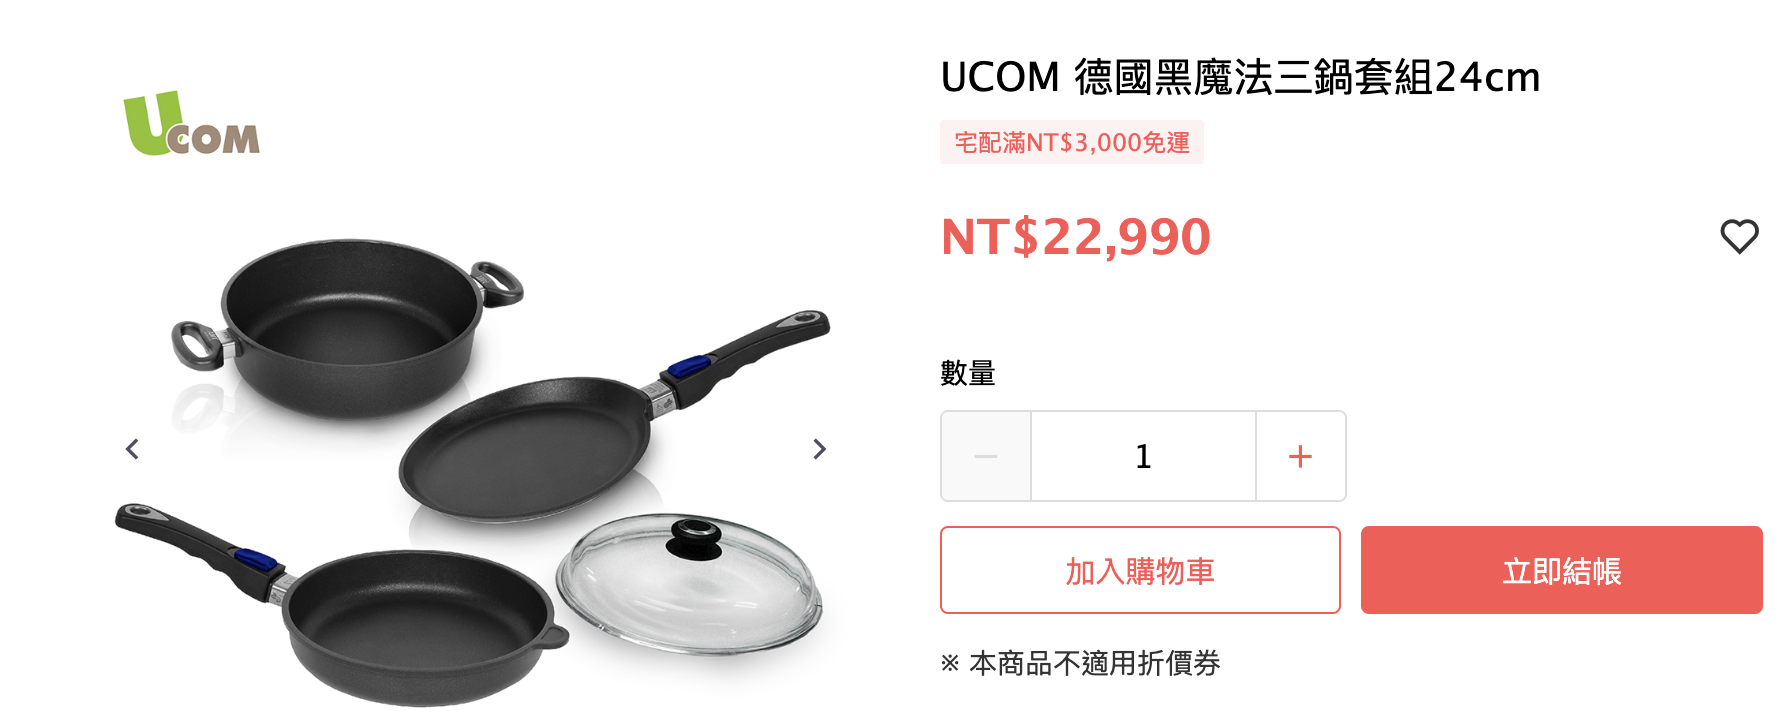 Ucom
UCOM 德國黑魔法三鍋套組24cm
宅配滿NT$3,000免運
NT$22,990
數量
1
加入購物車
立即結帳
※ 本商品不適用折價券